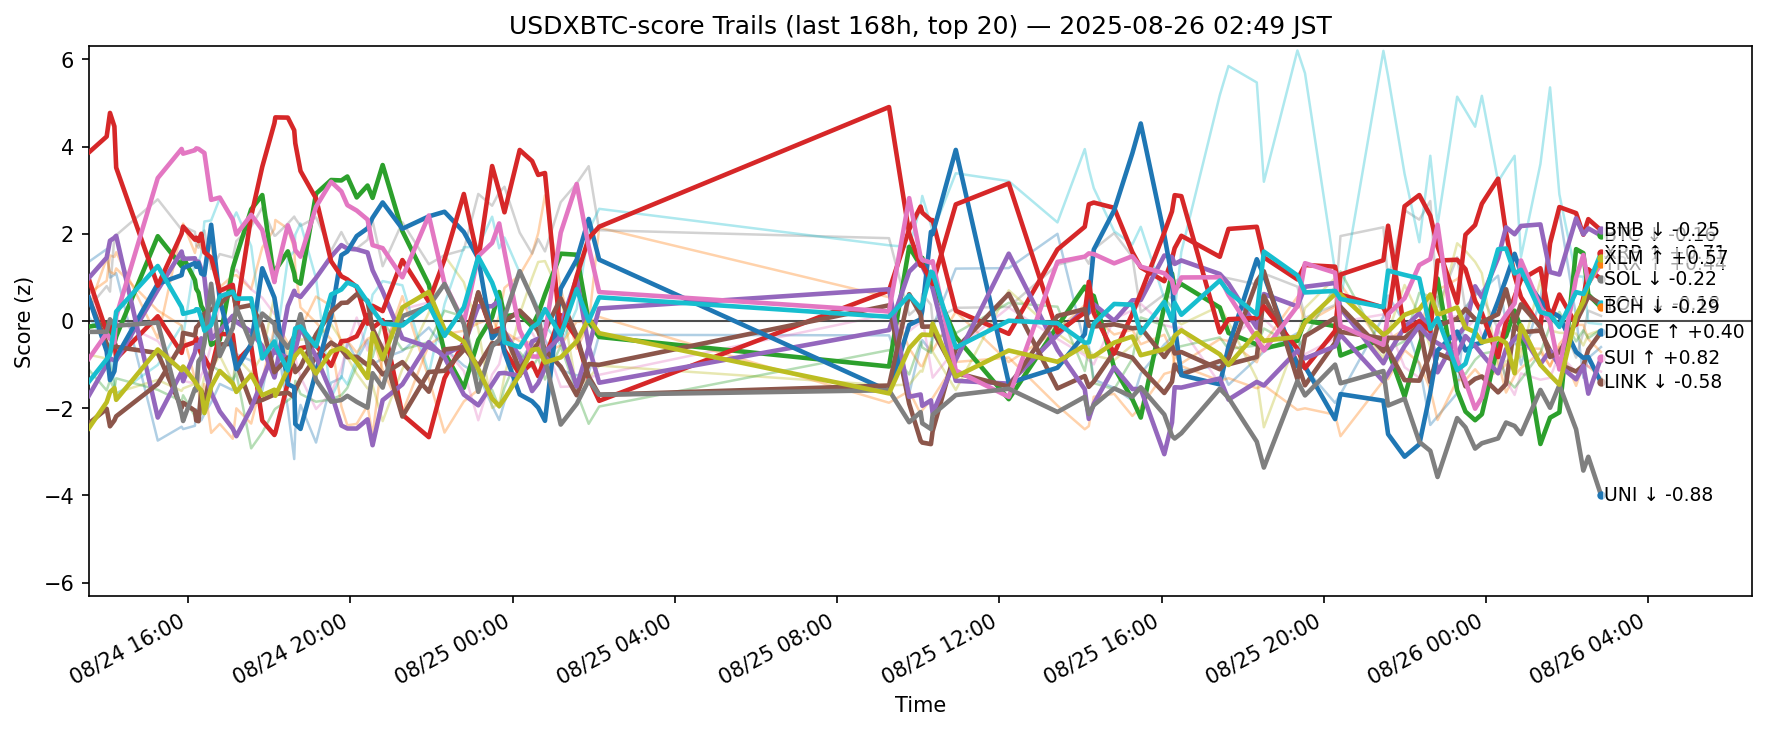 USDXBTC-score Trails (last 168h, top 20) — 2025-08-26 02:49 JST
Score (z)
6
4
2
0
−2
−4
−6
BNB ↓ -0.25
XLM ↑ +0.57
SOL ↓ -0.22
BCH ↓ -0.29
DOGE ↑ +0.40
SUI ↑ +0.82
LINK ↓ -0.58
UNI ↓ -0.88
08/24 16:00
08/24 20:00
08/25 00:00
08/25 04:00
08/25 08:00
08/25 12:00
08/25 16:00
08/25 20:00
08/26 00:00
08/26 04:00
Time